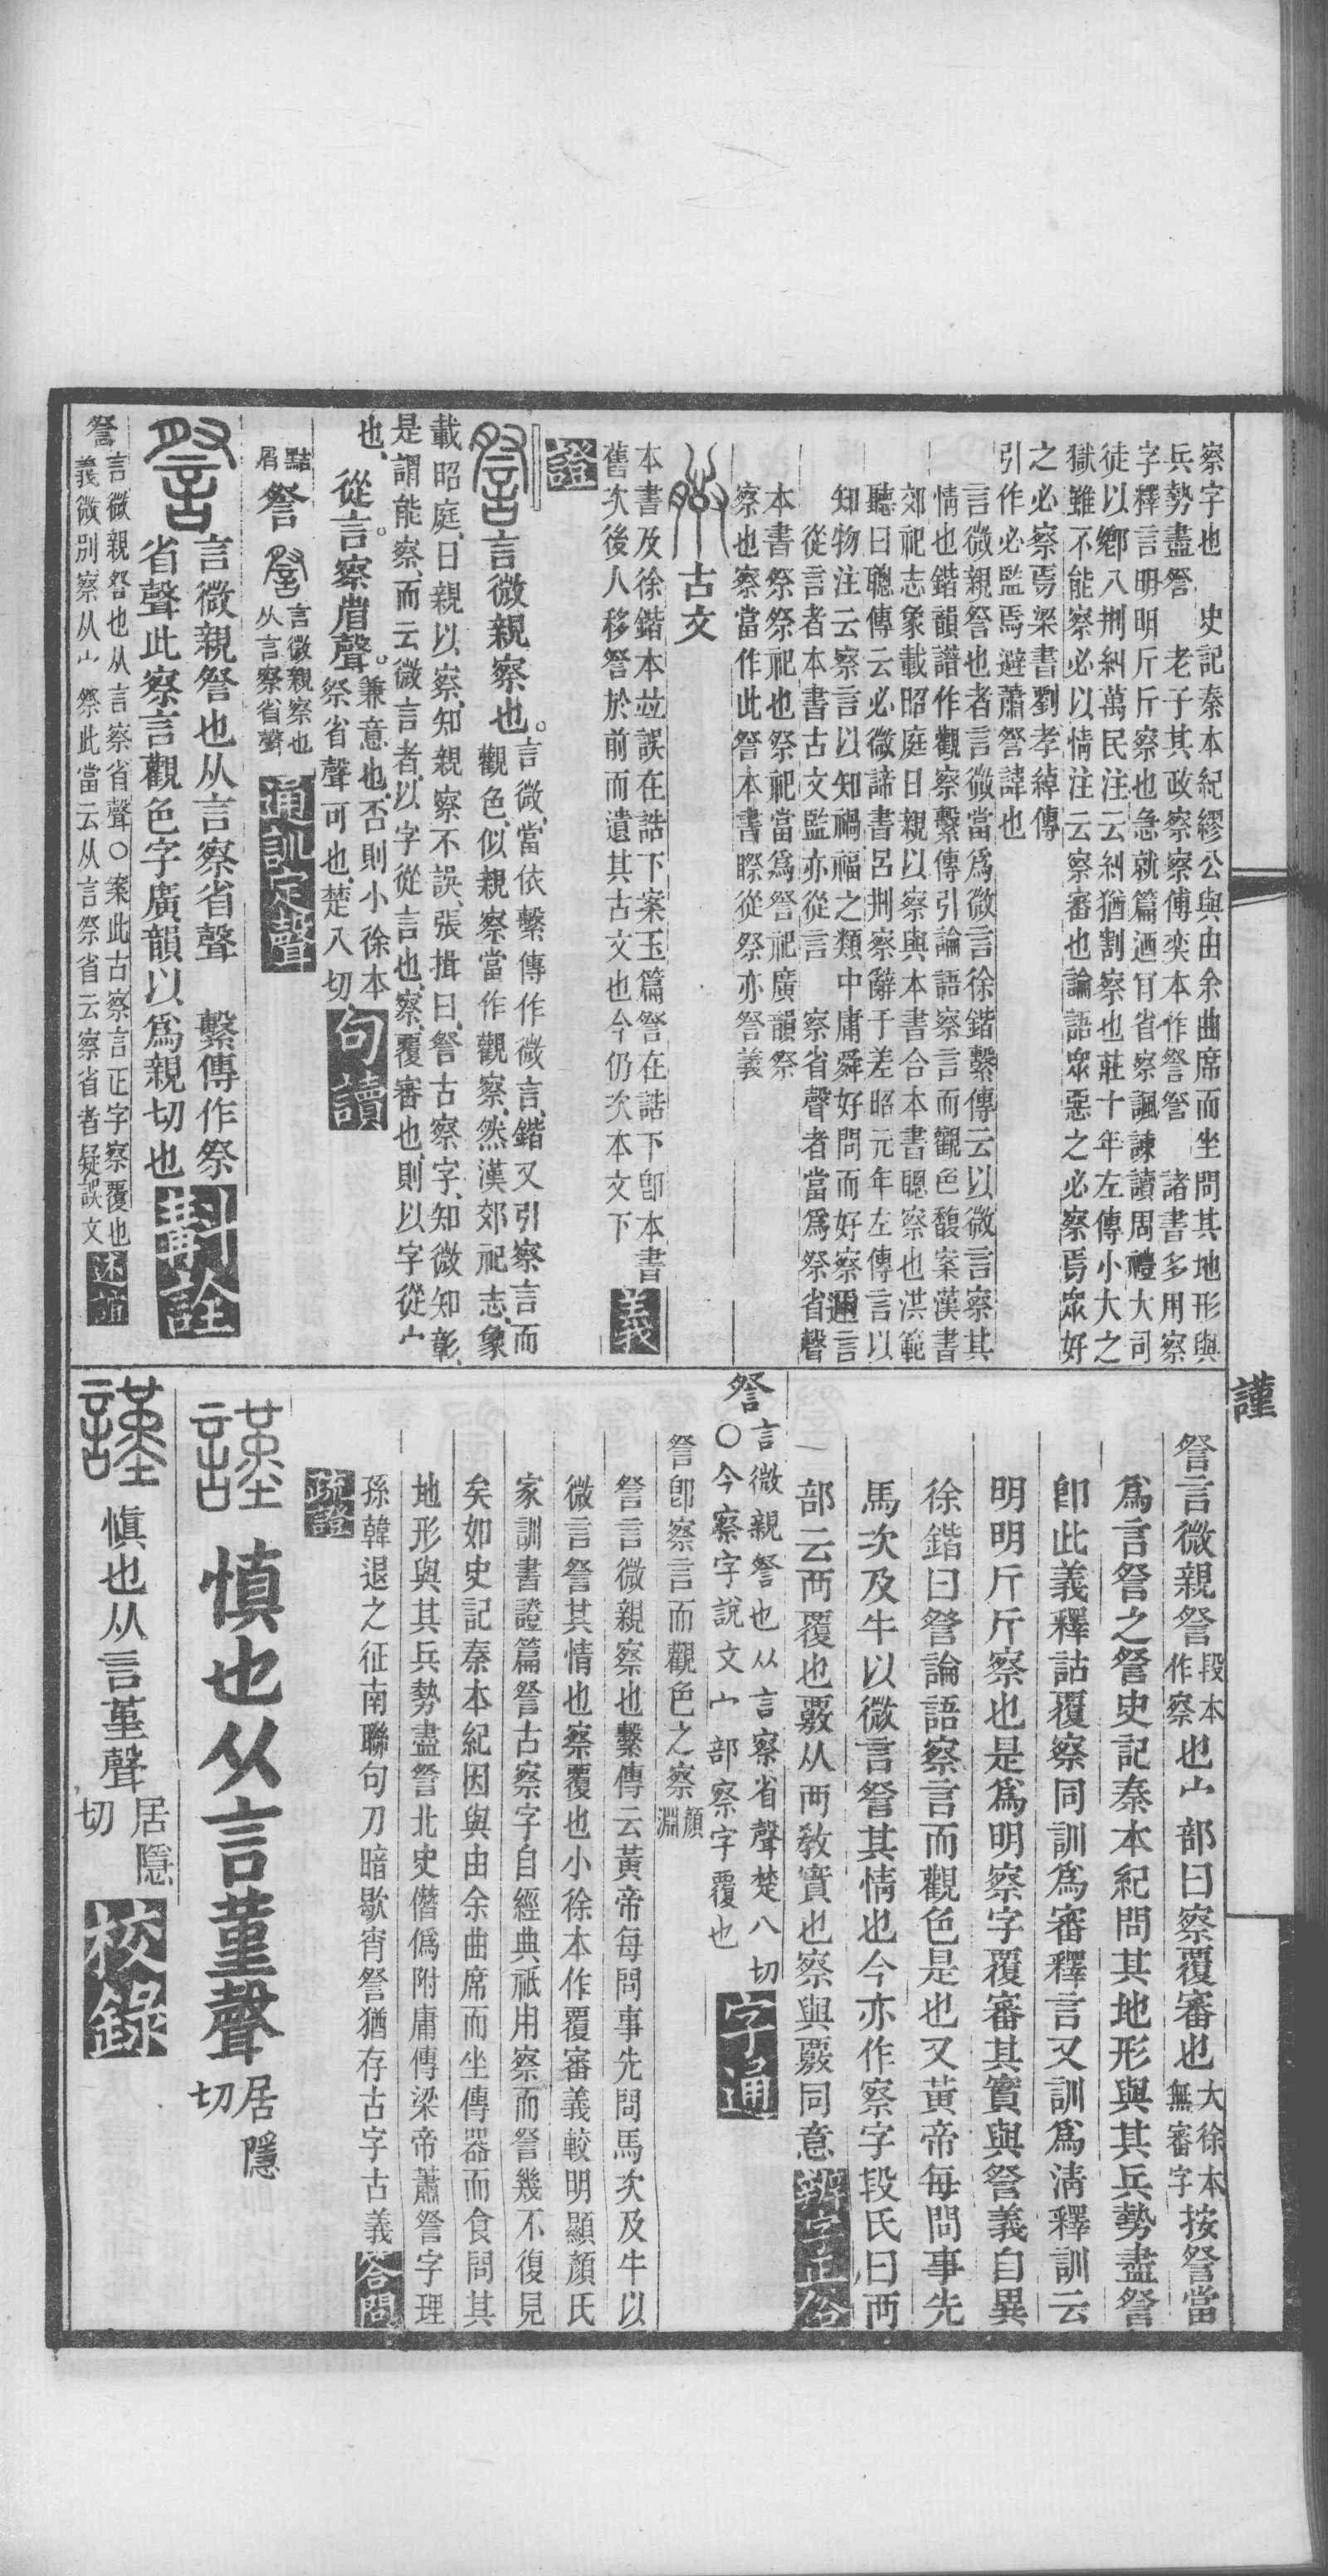 察字也　史記秦本紀繆公與由余曲席而坐問其地形與
兵勢盡詧　老子其政察察傅奕本作詧詧　諸書多用察
字釋言明明斤斤察也急就篇迺肎省察諷諫讀周禮大司
徒以鄉八刑糾萬民注云糾猶割察也莊十年左傳小大之
獄雖不能察必以情注云察審也論語眾惡之必察焉眾好
之必察焉梁書劉孝綽傳
引作必監焉避蕭詧諱也
言微親詧也者言微當爲微言徐鍇繫傳云以微言察其
情也鍇韻譜作觀察繫傳引論語察言而觀色馥案漢書
郊祀志象載昭庭日親以察與本書合本書聰察也洪範
聽曰聰傳云必微諦書呂刑察辭于差昭元年左傳言以
知物注云察言以知禍福之類中庸舜好問而好察邇言
從言者本書古文監亦從言　察省聲者當爲祭省聲
本書祭祭祀也祭祀當爲詧祀廣韻祭
察也察當作此詧本書瞭從祭亦詧義
古文
本書及徐鍇本竝誤在誥下案玉篇詧在誥下卽本書
舊次後人移詧於前而遺其古文也今仍次本文下
義
證
言微親察也。
言微、當依繫傳作微言、鍇又引察言而
觀色、似親察當作觀察、然漢郊祀志、象
載昭庭、日親以察、知親察不誤、張揖曰、詧古察字、知微知彰、
是謂能察、而云微言者、以字從言也、察、覆審也、則以字從宀
也、
從言。察省聲。
兼意也、否則小徐本
祭省聲可也、楚八切
句讀
黠
屑
詧
言微親察也
从言察省聲
通訓定聲
言微親詧也从言察省聲　繫傳作祭
省聲此察言觀色字廣韻以爲親切也
斠詮
詧
言微親詧也从言察省聲〇案此古察言正字察覆也
義微別察从宀祭此當云从言祭省云察省者疑誤文
述誼
謹
詧言微親詧
段本
作察
也宀部曰察覆審也
大徐本
無審字
按詧當
爲言詧之詧史記秦本紀問其地形與其兵勢盡詧
卽此義釋詁覆察同訓爲審釋言又訓爲清釋訓云
明明斤斤察也是爲明察字覆審其實與詧義自異
徐鍇曰詧論語察言而觀色是也又黃帝每問事先
馬次及牛以微言詧其情也今亦作察字段氏曰襾
部云襾覆也覈从襾敫實也察與覈同意
辨字正俗
詧
言微親詧也从言察省聲楚八切
〇今察字說文宀部察字覆也
字通
詧卽察言而觀色之察
顏
淵
詧言微親察也繫傳云黃帝每問事先問馬次及牛以
微言詧其情也察覆也小徐本作覆審義較明顯顏氏
家訓書證篇詧古察字自經典祇用察而詧幾不復見
矣如史記秦本紀因與由余曲席而坐傳器而食問其
地形與其兵勢盡詧北史僭僞附庸傳梁帝蕭詧字理
孫韓退之征南聯句刀暗歇宵詧猶存古字古義
答問
疏證
慎也从言菫聲
居隱
切
慎也从言堇聲
居隱
切
校錄